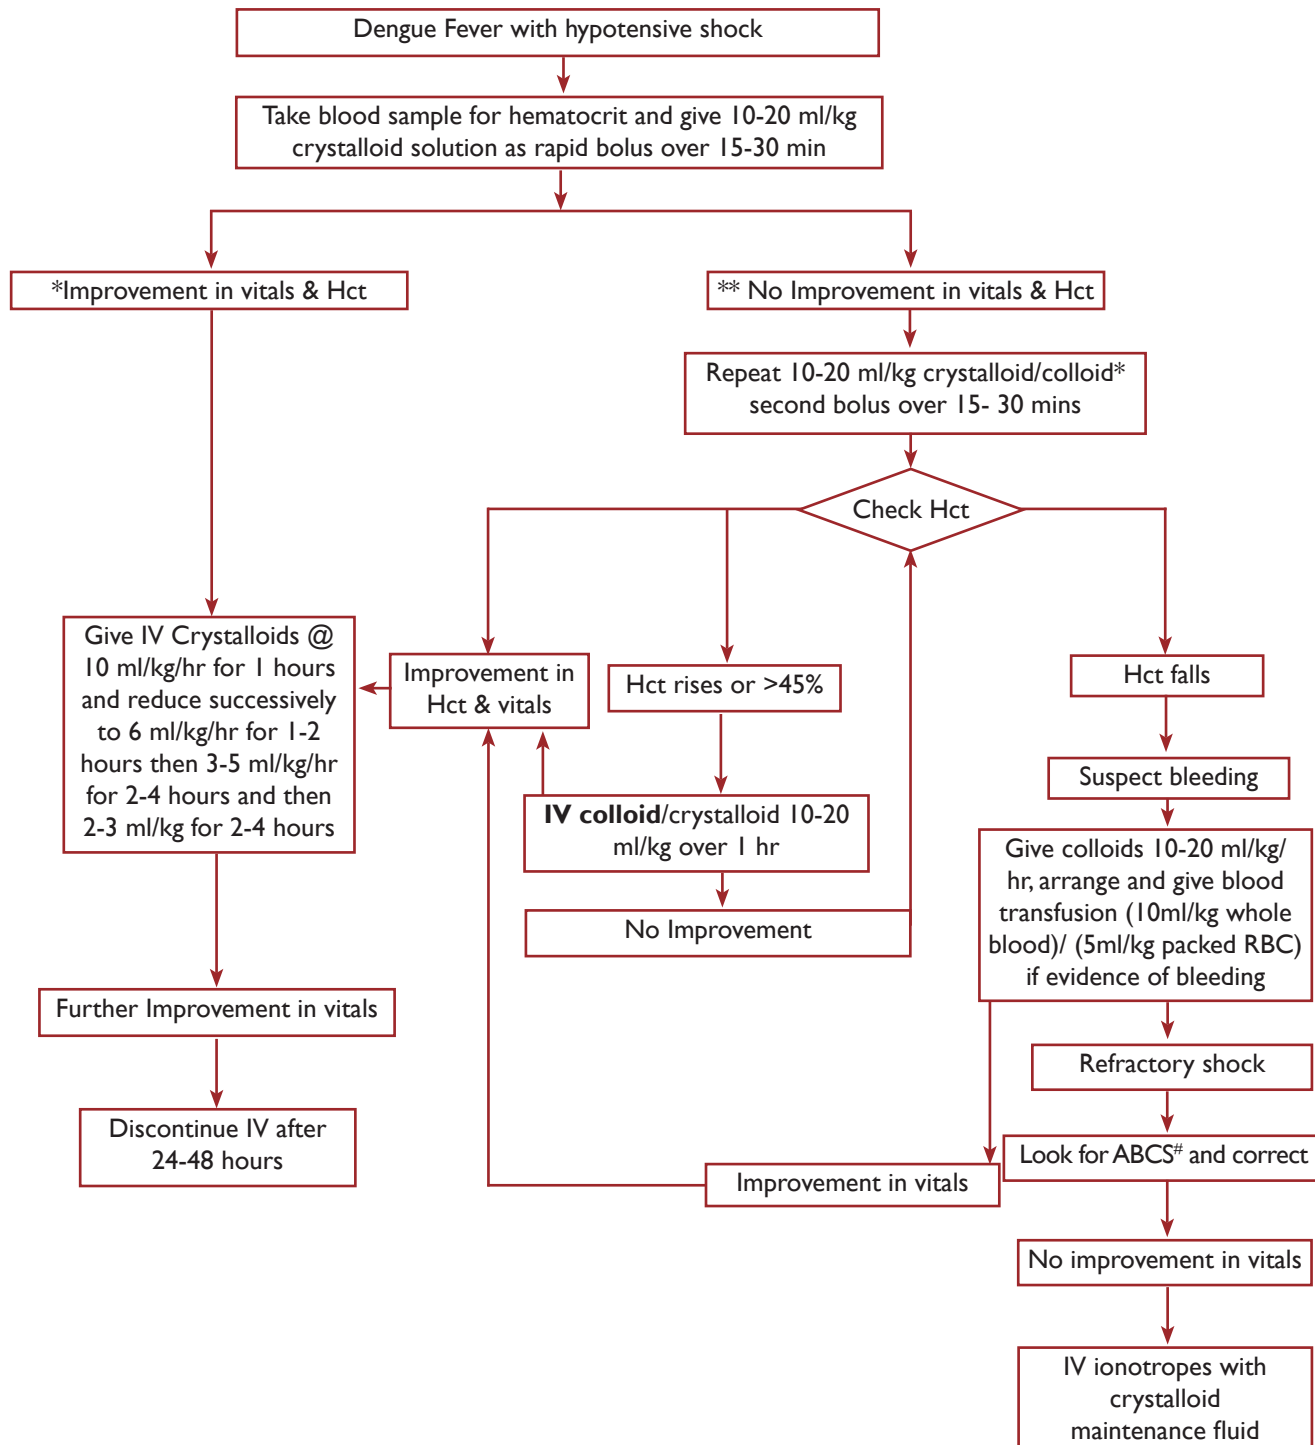 Dengue Fever with hypotensive shock
Take blood sample for hematocrit and give 10-20 ml/kg
crystalloid solution as rapid bolus over 15-30 min
*Improvement in vitals & Hct
** No Improvement in vitals & Hct
Repeat 10-20 ml/kg crystalloid/colloid*
second bolus over 15- 30 mins
Check Hct
Give IV Crystalloids @
10 ml/kg/hr for 1 hours
and reduce successively
to 6 ml/kg/hr for 1-2
hours then 3-5 ml/kg/hr
for 2-4 hours and then
2-3 ml/kg for 2-4 hours
Improvement in
Hct & vitals
Hct rises or >45%
Hct falls
Suspect bleeding
IV colloid/crystalloid 10-20
ml/kg over 1 hr
Give colloids 10-20 ml/kg/
hr, arrange and give blood
transfusion (10ml/kg whole
blood)/ (5ml/kg packed RBC)
if evidence of bleeding
No Improvement
Further Improvement in vitals
Refractory shock
Discontinue IV after
24-48 hours
Look for ABCS# and correct
Improvement in vitals
No improvement in vitals
IV ionotropes with
crystalloid
maintenance fluid